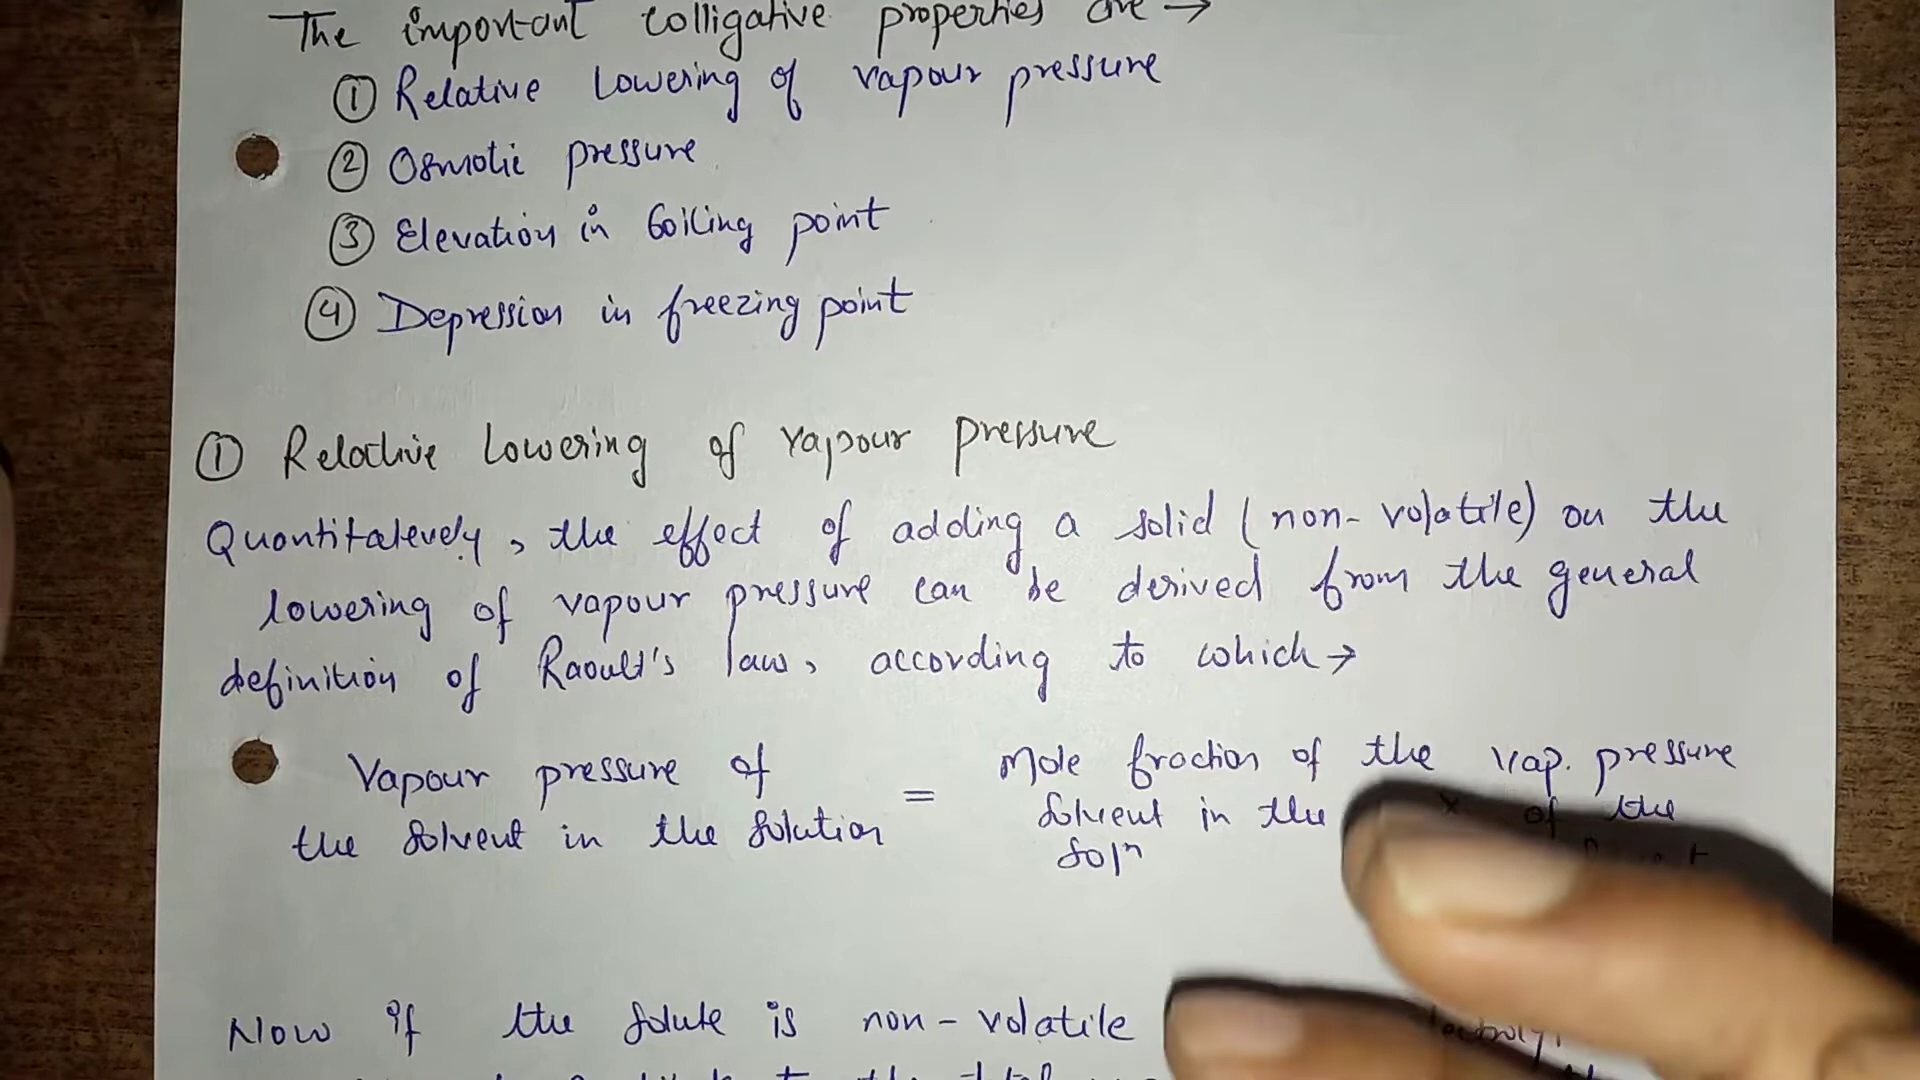 The important colligative properties are →
① Relative lowering of vapour pressure
② Osmotic pressure
③ Elevation in boiling point
④ Depression in freezing point
① Relative lowering of vapour pressure
Quantitatevely, the effect of adding a solid (non-volatile) on the
lowering of vapour pressure can be derived from the general
definition of Raoult's law, according to which →
Vapour pressure of = Mole fraction of the vap. pressure
the solvent in the solution solvent in the x of the
solⁿ
Now if the solute is non-volatile